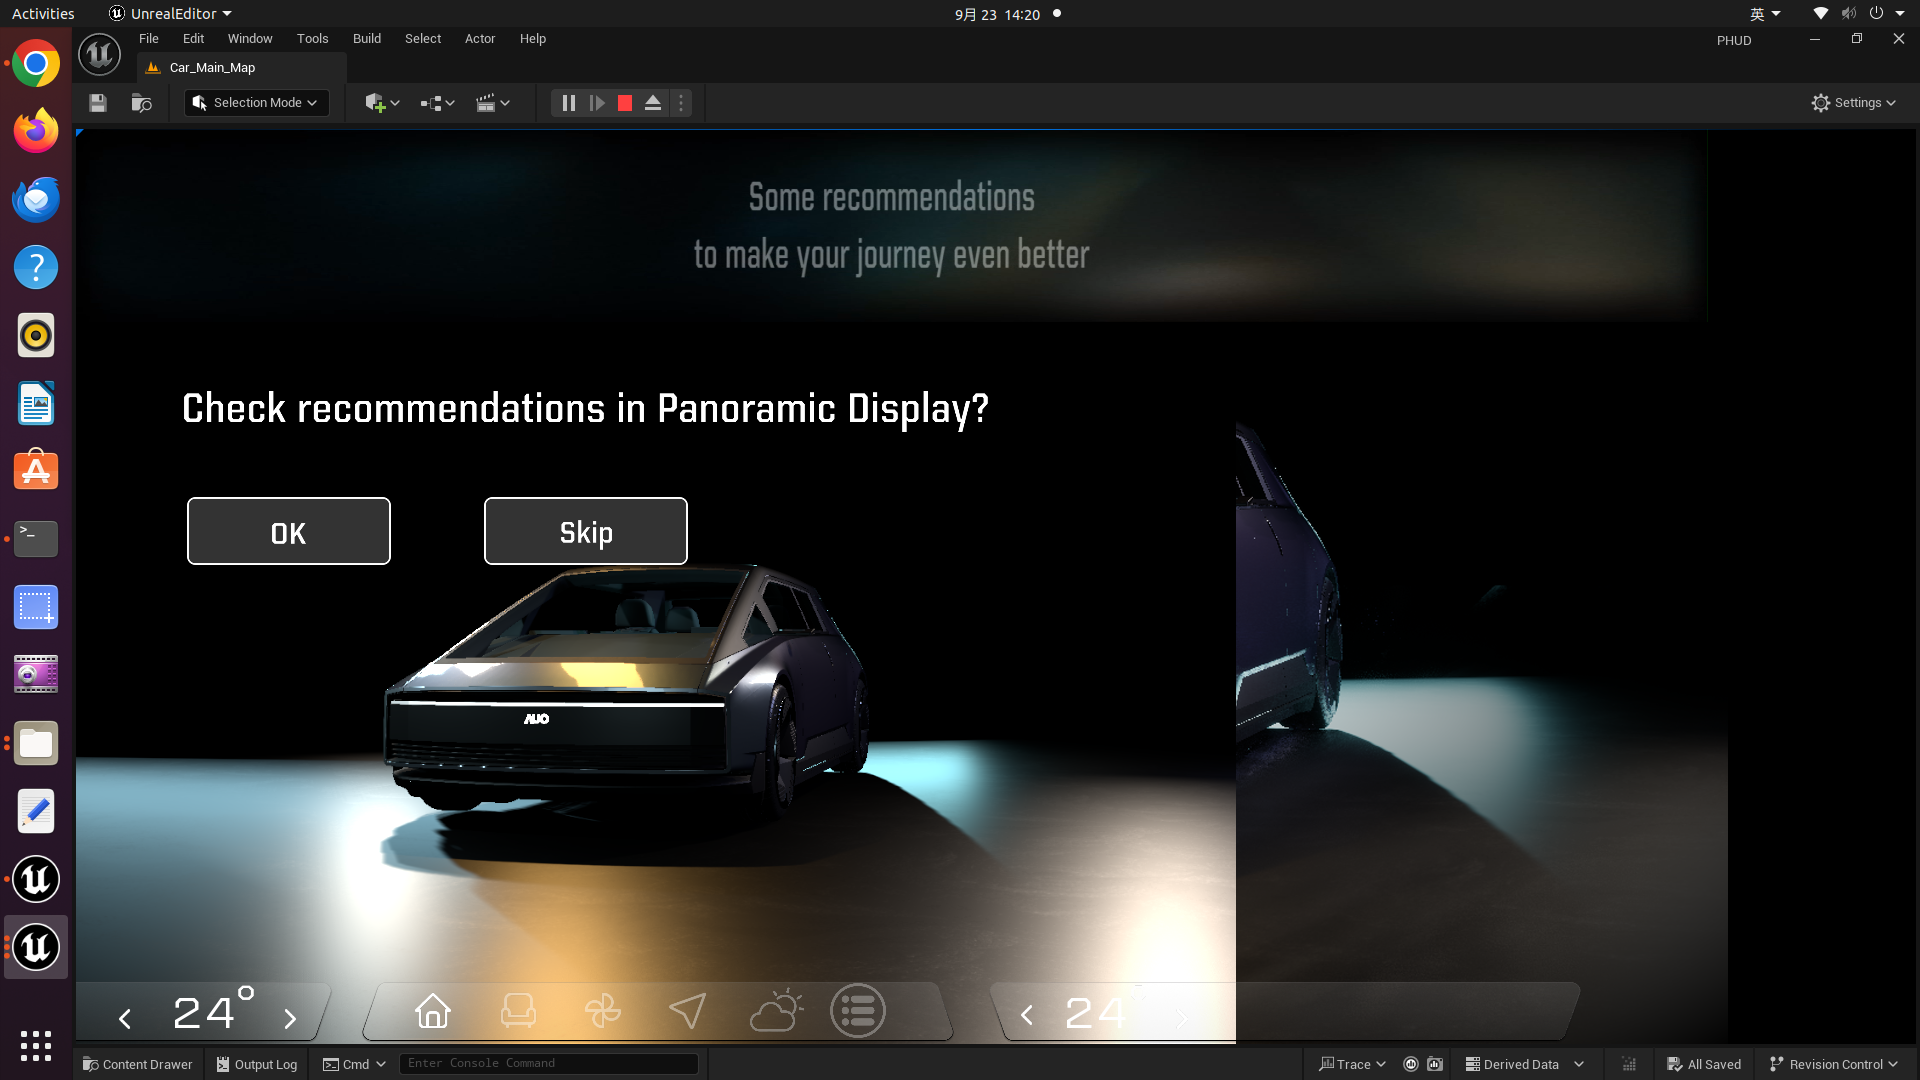 Activities
UnrealEditor
9月 23 14:20
英
File Edit Window Tools Build Select Actor Help
PHUD
Car_Main_Map
Selection Mode
Settings
Some recommendations
to make your journey even better
Check recommendations in Panoramic Display?
OK
Skip
AUO
24°
24°
Content Drawer
Output Log
Cmd
Enter Console Command
Trace
Derived Data
All Saved
Revision Control